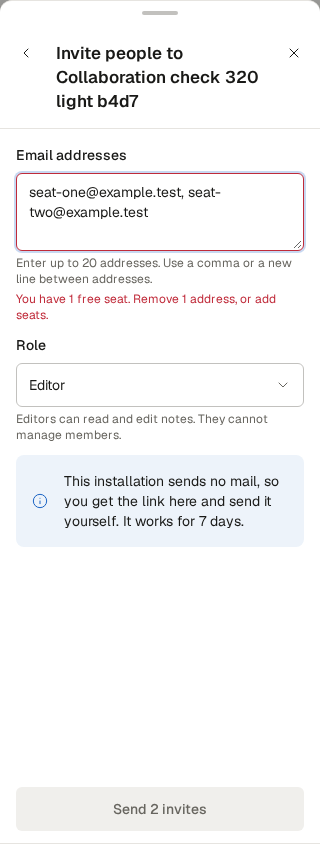 Invite people to
Collaboration check 320
light b4d7
Email addresses
seat-one@example.test, seat-
two@example.test
Enter up to 20 addresses. Use a comma or a new
line between addresses.
You have 1 free seat. Remove 1 address, or add
seats.
Role
Editor
Editors can read and edit notes. They cannot
manage members.
This installation sends no mail, so
you get the link here and send it
yourself. It works for 7 days.
Send 2 invites